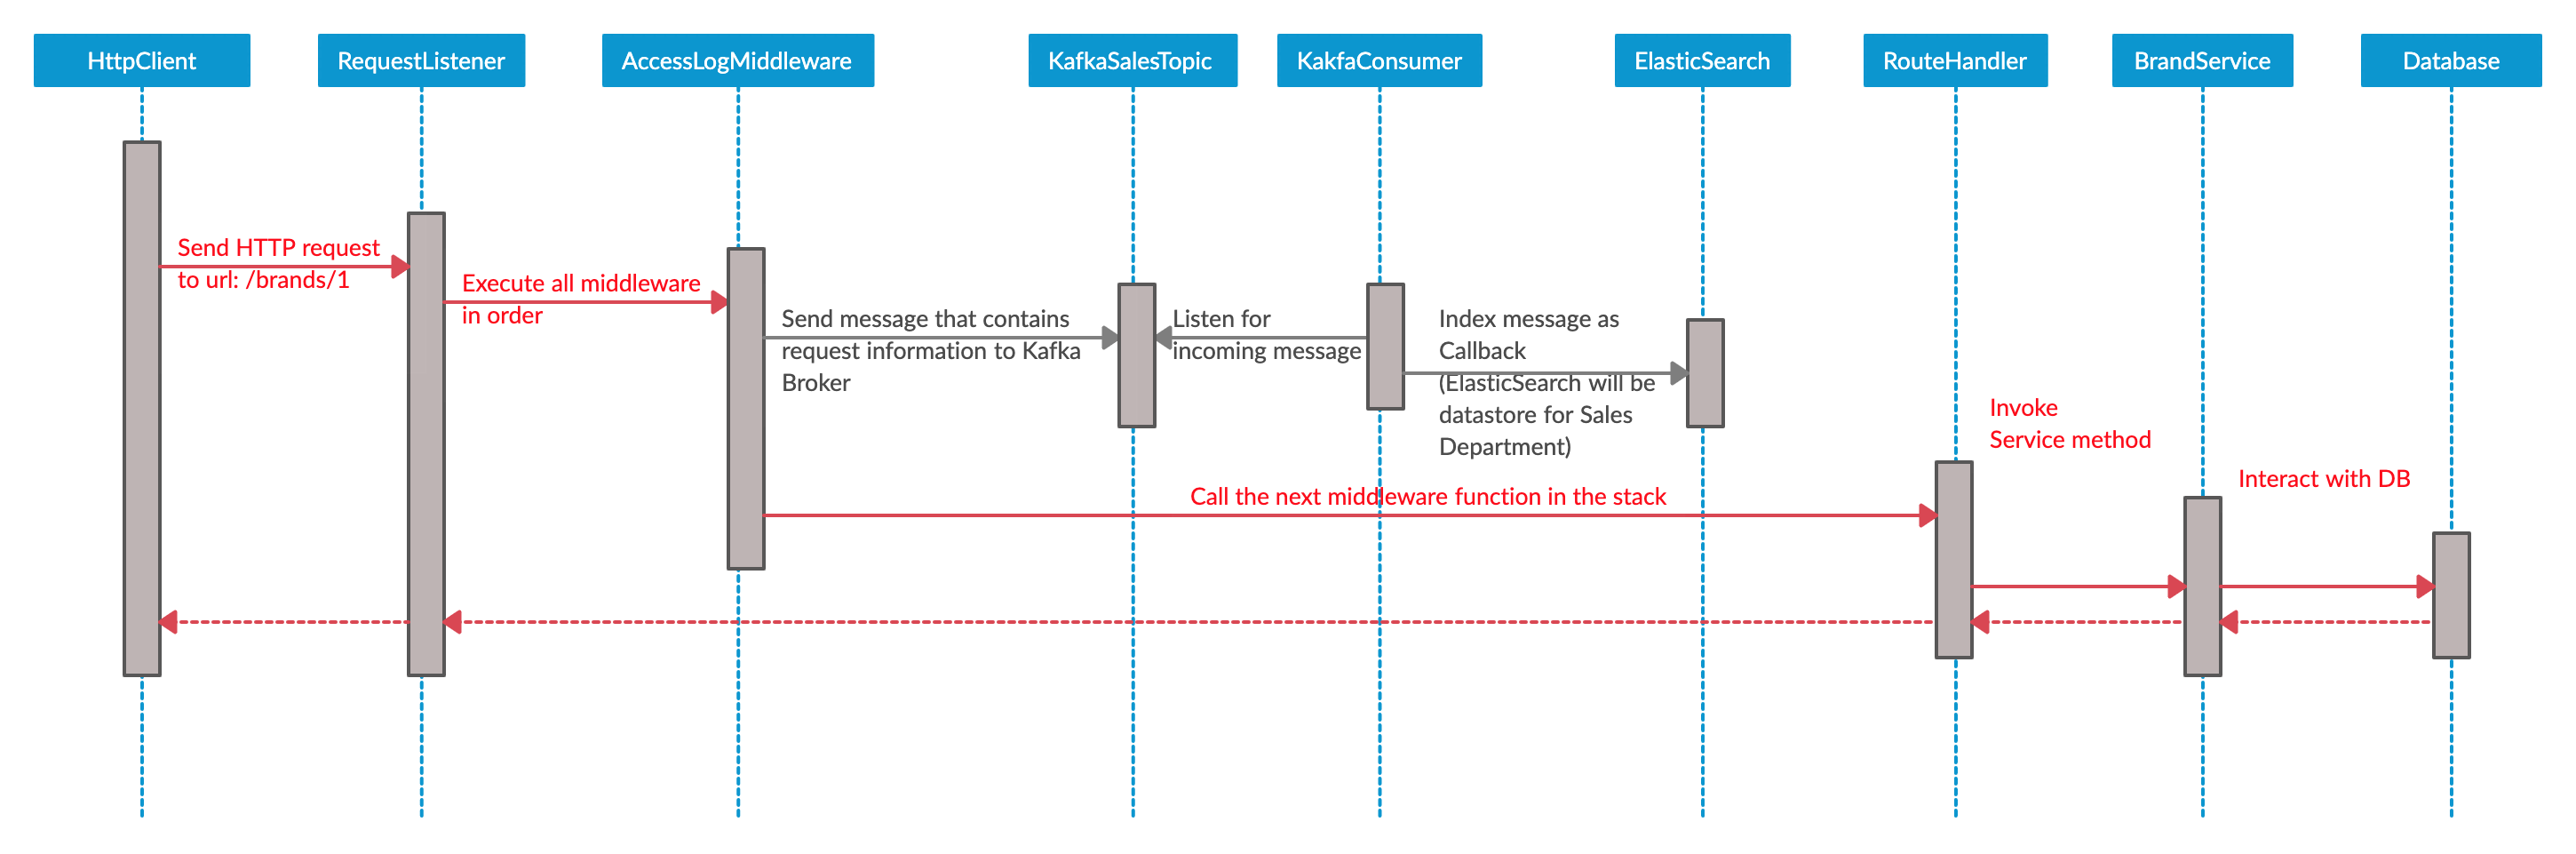 HttpClient
RequestListener
AccessLogMiddleware
KafkaSalesTopic
KakfaConsumer
ElasticSearch
RouteHandler
BrandService
Database
Send HTTP request
to url: /brands/1
Execute all middleware
in order
Send message that contains
request information to Kafka
Broker
Listen for
incoming message
Index message as
Callback
(ElasticSearch will be
datastore for Sales
Department)
Invoke
Service method
Interact with DB
Call the next middleware function in the stack